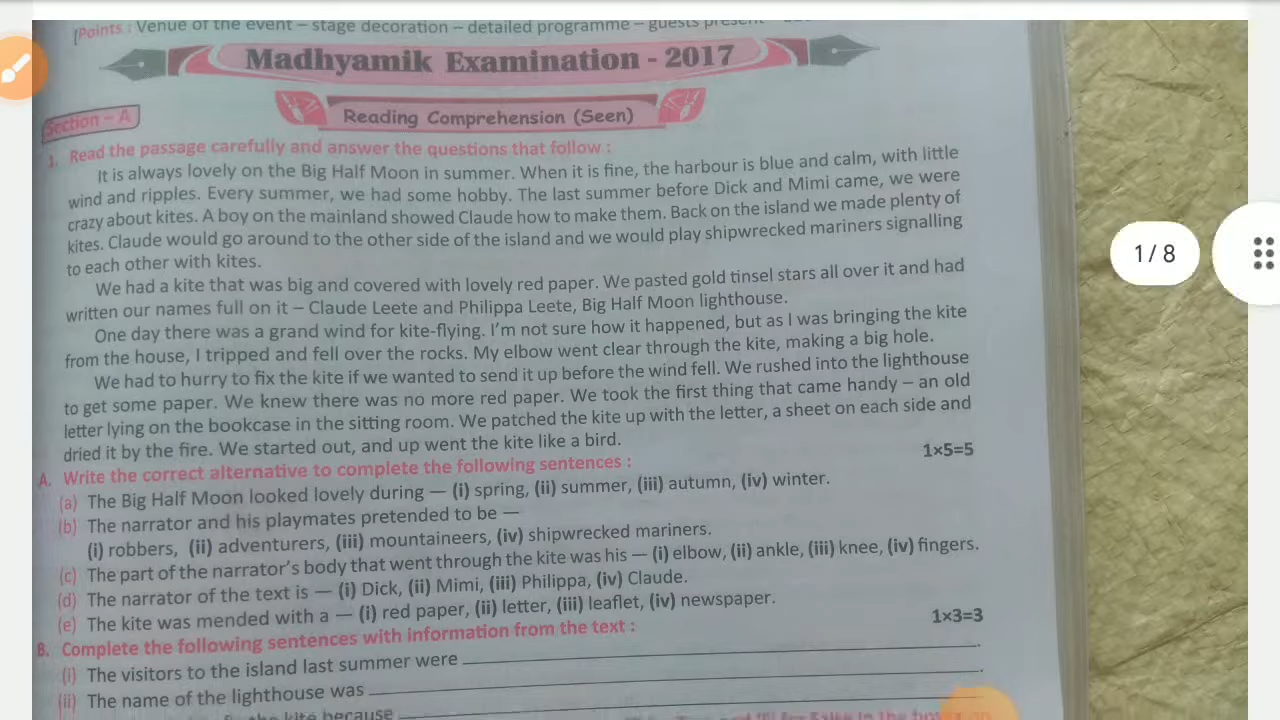 [Points : Venue of the event – stage decoration – detailed programme – guests present
Madhyamik Examination - 2017
Section – A
Reading Comprehension (Seen)
1. Read the passage carefully and answer the questions that follow :
It is always lovely on the Big Half Moon in summer. When it is fine, the harbour is blue and calm, with little
wind and ripples. Every summer, we had some hobby. The last summer before Dick and Mimi came, we were
crazy about kites. A boy on the mainland showed Claude how to make them. Back on the island we made plenty of
kites. Claude would go around to the other side of the island and we would play shipwrecked mariners signalling
to each other with kites.
We had a kite that was big and covered with lovely red paper. We pasted gold tinsel stars all over it and had
written our names full on it – Claude Leete and Philippa Leete, Big Half Moon lighthouse.
One day there was a grand wind for kite-flying. I'm not sure how it happened, but as I was bringing the kite
from the house, I tripped and fell over the rocks. My elbow went clear through the kite, making a big hole.
We had to hurry to fix the kite if we wanted to send it up before the wind fell. We rushed into the lighthouse
to get some paper. We knew there was no more red paper. We took the first thing that came handy – an old
letter lying on the bookcase in the sitting room. We patched the kite up with the letter, a sheet on each side and
dried it by the fire. We started out, and up went the kite like a bird.
A. Write the correct alternative to complete the following sentences : 1×5=5
(a) The Big Half Moon looked lovely during — (i) spring, (ii) summer, (iii) autumn, (iv) winter.
(b) The narrator and his playmates pretended to be —
(i) robbers, (ii) adventurers, (iii) mountaineers, (iv) shipwrecked mariners.
(c) The part of the narrator's body that went through the kite was his — (i) elbow, (ii) ankle, (iii) knee, (iv) fingers.
(d) The narrator of the text is — (i) Dick, (ii) Mimi, (iii) Philippa, (iv) Claude.
(e) The kite was mended with a — (i) red paper, (ii) letter, (iii) leaflet, (iv) newspaper.
B. Complete the following sentences with information from the text : 1×3=3
(i) The visitors to the island last summer were
(ii) The name of the lighthouse was
the kite because
1/8